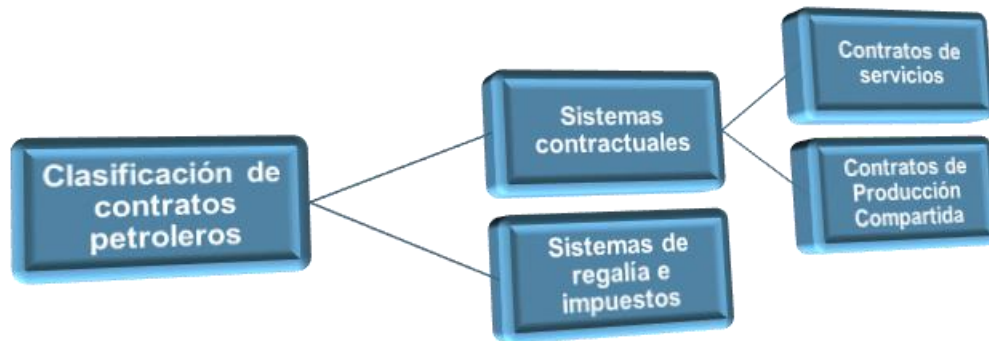 Clasificación de
contratos
petroleros
Sistemas
contractuales
Sistemas de
regalía e
impuestos
Contratos de
servicios
Contratos de
Producción
Compartida